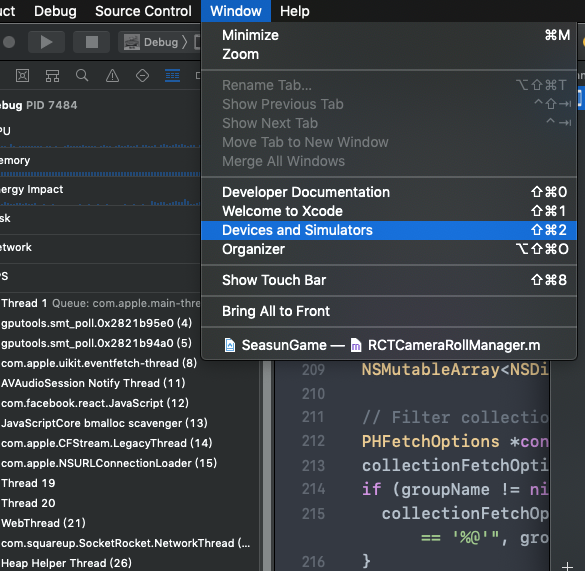 uct Debug Source Control Window Help
Minimize ⌘M
Zoom
Debug 〉
Rename Tab... ⌥⇧⌘T
Show Previous Tab ^⇧⇥
Show Next Tab ^⇥
Move Tab to New Window
Merge All Windows
Developer Documentation ⇧⌘0
Welcome to Xcode ⇧⌘1
Devices and Simulators ⇧⌘2
Organizer ⌥⇧⌘O
Show Touch Bar ⇧⌘8
Bring All to Front
SeasunGame — RCTCameraRollManager.m
ebug PID 7484
PU
emory
nergy Impact
sk
etwork
PS
Thread 1 Queue: com.apple.main-thre
gputools.smt_poll.0x2821b95e0 (4)
gputools.smt_poll.0x2821b94a0 (5)
com.apple.uikit.eventfetch-thread (8)
AVAudioSession Notify Thread (11)
com.facebook.react.JavaScript (12)
JavaScriptCore bmalloc scavenger (13)
com.apple.CFStream.LegacyThread (14)
com.apple.NSURLConnectionLoader (15)
Thread 19
Thread 20
WebThread (21)
com.squareup.SocketRocket.NetworkThread (...
Heap Helper Thread (26)
209 NSMutableArray<NSDi
210
211 // Filter collectio
212 PHFetchOptions *con
213 collectionFetchOpti
214 if (groupName != ni
215 collectionFetchOp
== '%@'", gro
216 }